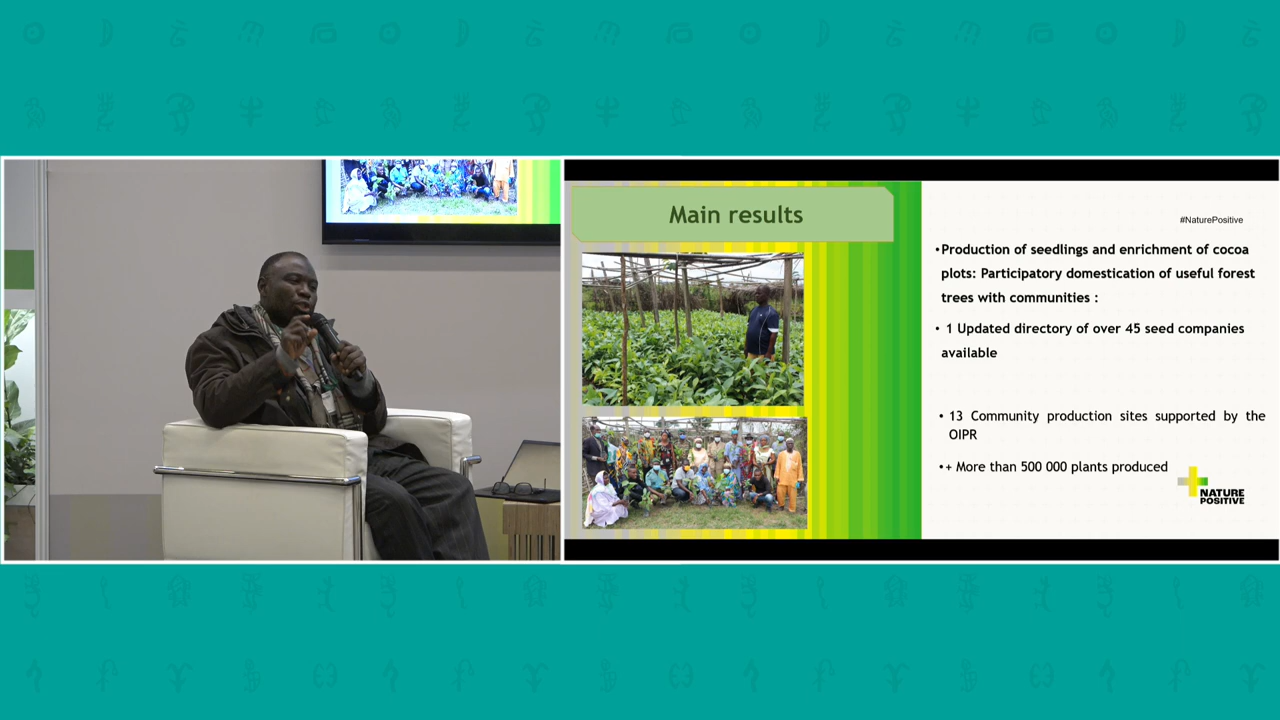 Main results
#NaturePositive
•Production of seedlings and enrichment of cocoa
plots: Participatory domestication of useful forest
trees with communities :
• 1 Updated directory of over 45 seed companies
available
• 13 Community production sites supported by the
OIPR
•+ More than 500 000 plants produced
NATURE
POSITIVE